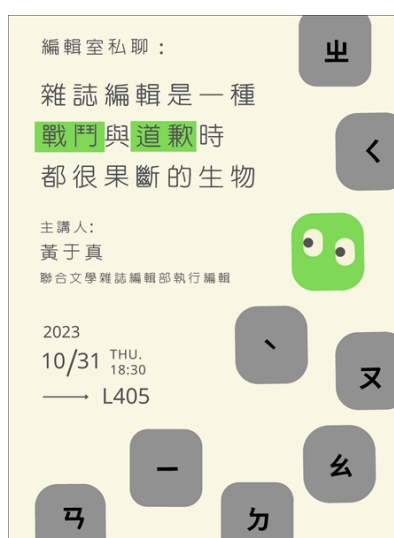 編輯室私聊：
雜誌編輯是一種
戰鬥與道歉時
都很果斷的生物
主講人:
黃于真
聯合文學雜誌編輯部執行編輯
2023
10/31 THU.
18:30
→ L405
ㄓ
ㄑ
ˋ
ㄡ
ㄧ
ㄠ
ㄢ
ㄉ